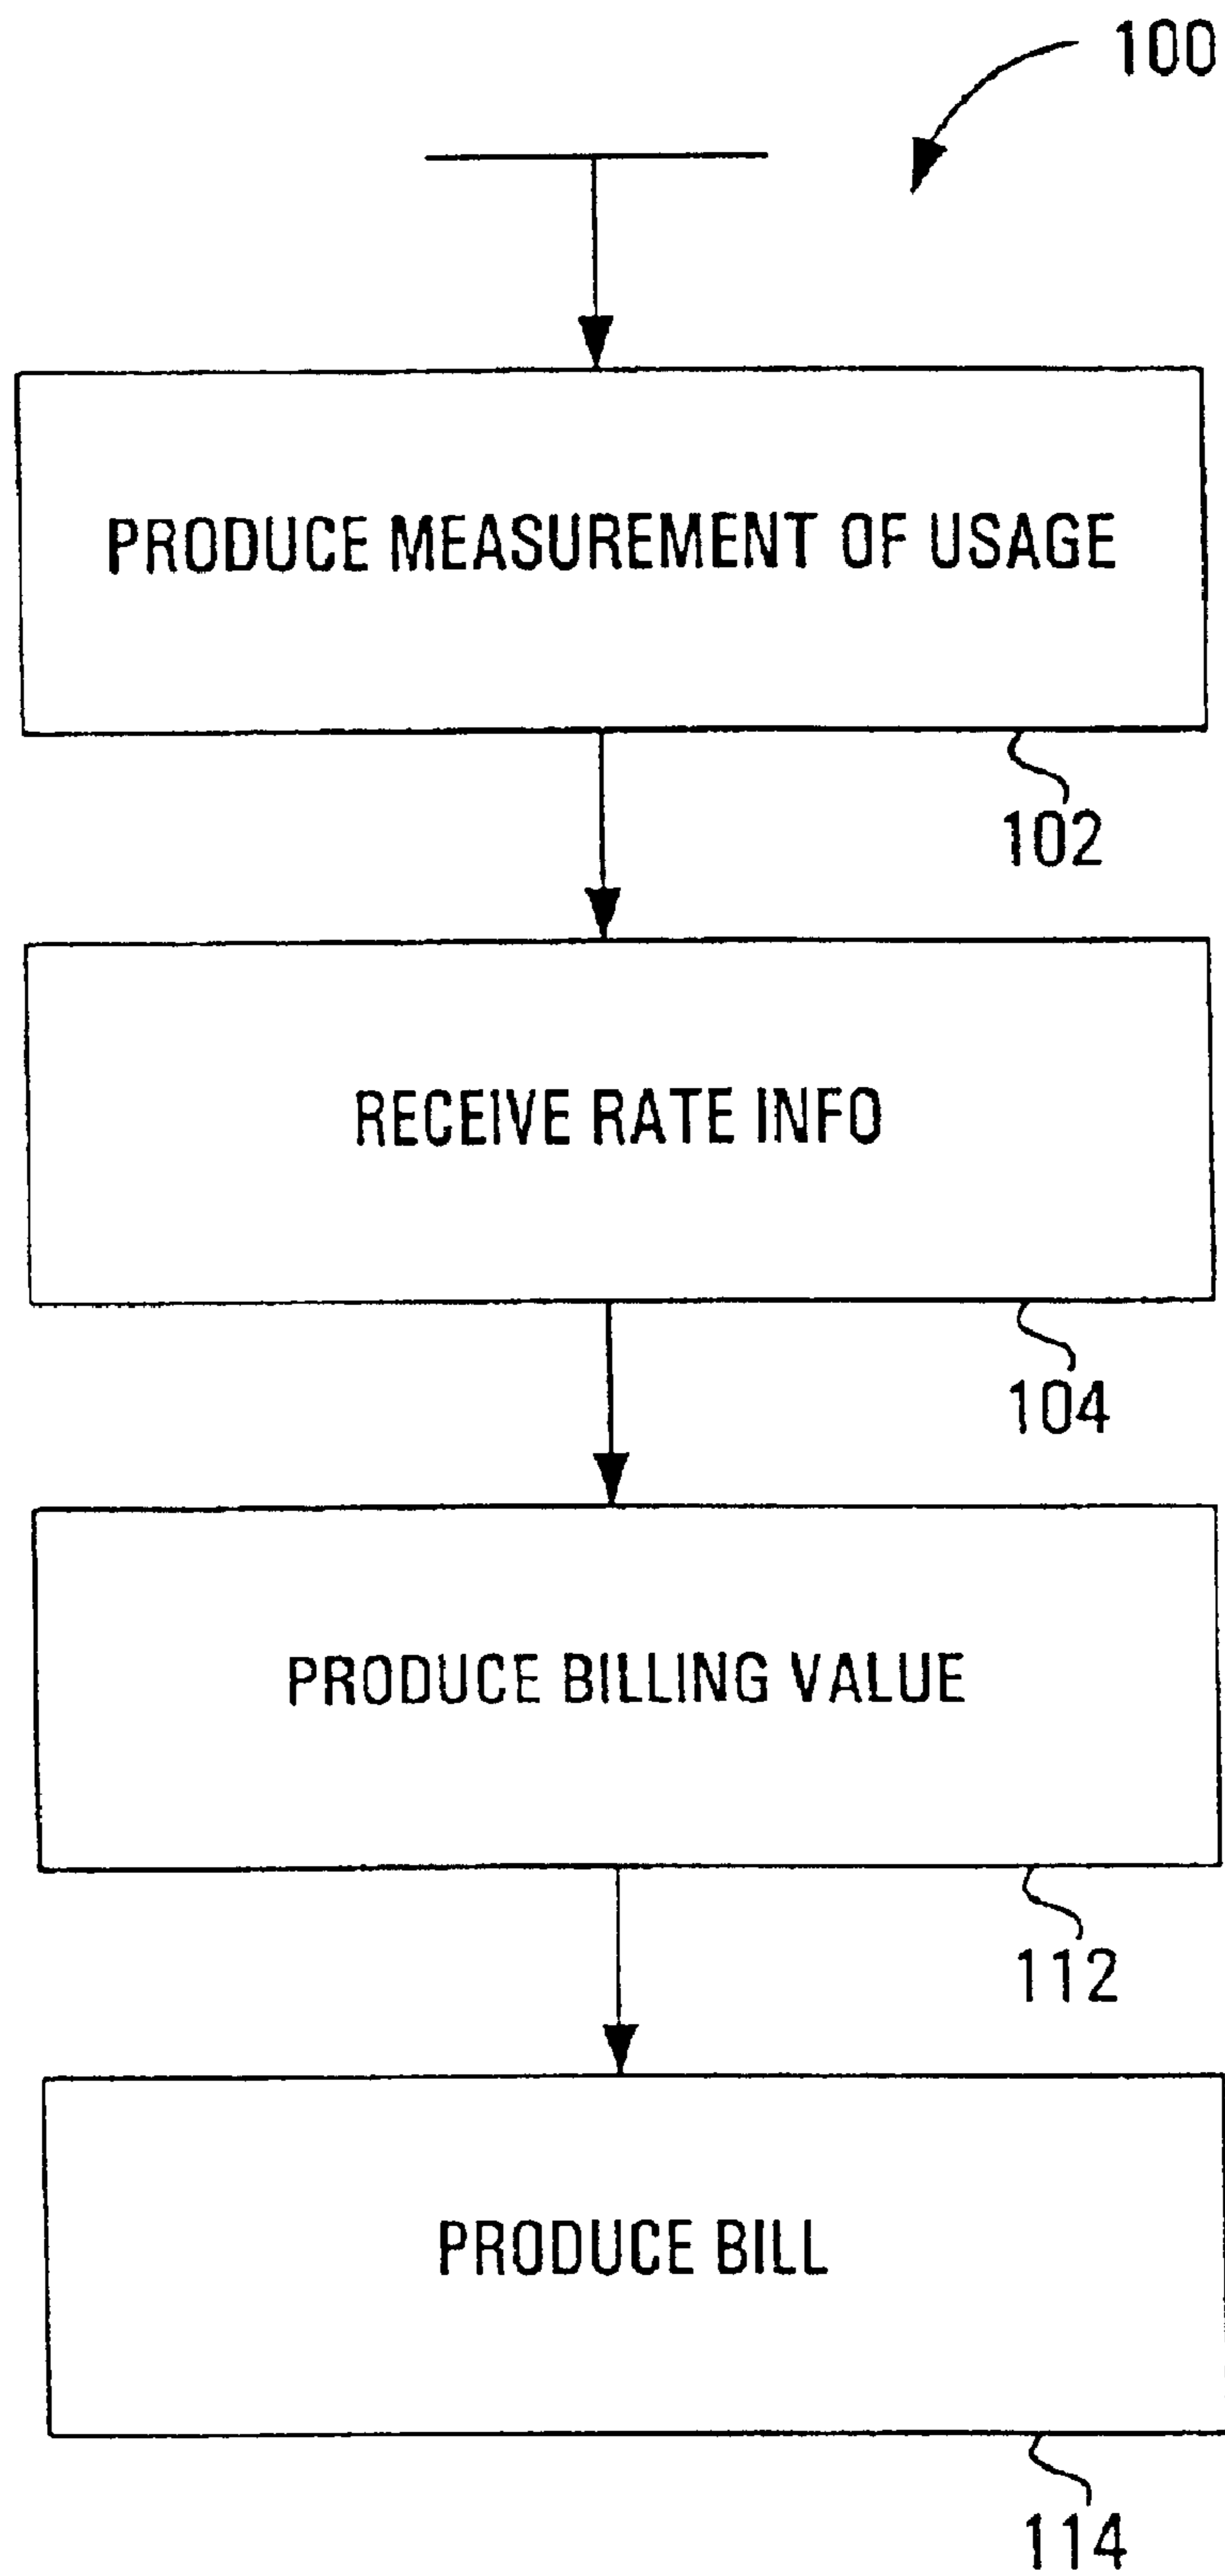 100
PRODUCE MEASUREMENT OF USAGE
102
RECEIVE RATE INFO
104
PRODUCE BILLING VALUE
112
PRODUCE BILL
114